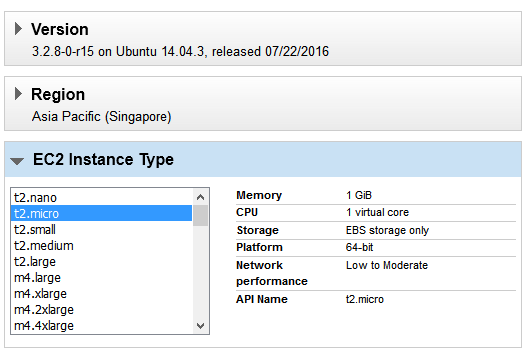 Version
3.2.8-0-r15 on Ubuntu 14.04.3, released 07/22/2016
Region
Asia Pacific (Singapore)
EC2 Instance Type
t2.nano
t2.micro
t2.small
t2.medium
t2.large
m4.large
m4.xlarge
m4.2xlarge
m4.4xlarge
Memory 1 GiB
CPU 1 virtual core
Storage EBS storage only
Platform 64-bit
Network performance Low to Moderate
API Name t2.micro